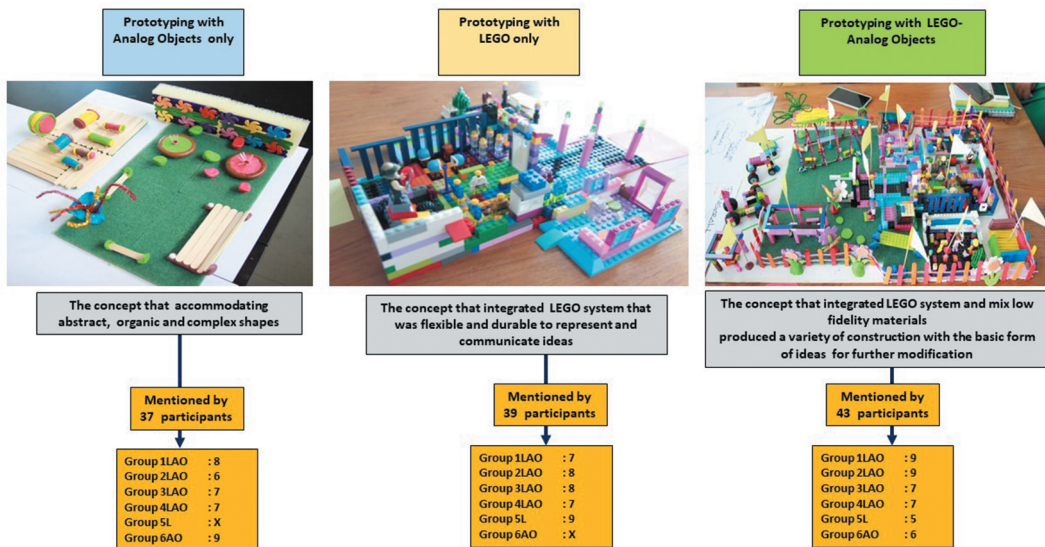 Prototyping with
Analog Objects only
The concept that accommodating
abstract, organic and complex shapes
Mentioned by
37 participants
Group 1LAO : 8
Group 2LAO : 6
Group 3LAO : 7
Group 4LAO : 7
Group 5L : X
Group 6AO : 9
Prototyping with
LEGO only
The concept that integrated LEGO system that
was flexible and durable to represent and
communicate ideas
Mentioned by
39 participants
Group 1LAO : 7
Group 2LAO : 8
Group 3LAO : 8
Group 4LAO : 7
Group 5L : 9
Group 6AO : X
Prototyping with LEGO-
Analog Objects
The concept that integrated LEGO system and mix low
fidelity materials
produced a variety of construction with the basic form
of ideas for further modification
Mentioned by
43 participants
Group 1LAO : 9
Group 2LAO : 9
Group 3LAO : 7
Group 4LAO : 7
Group 5L : 5
Group 6AO : 6